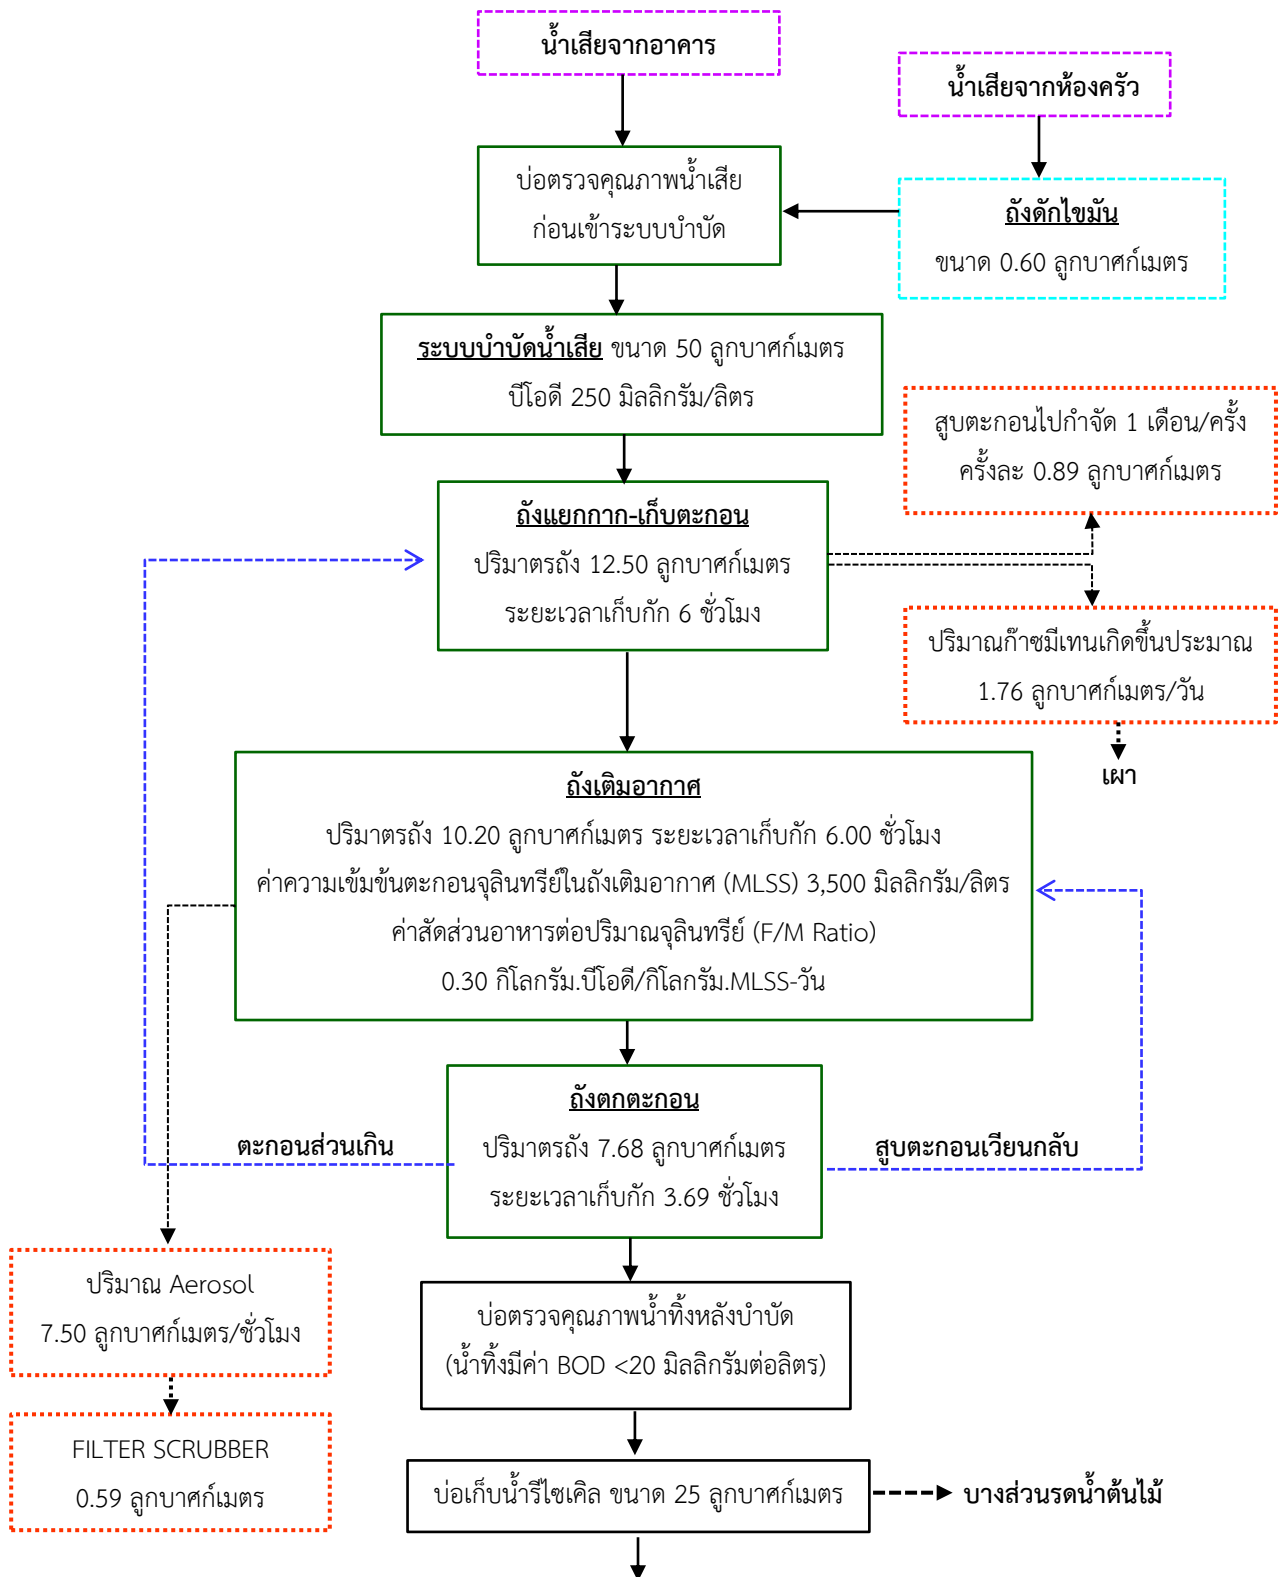 น้ำเสียจากอาคาร
น้ำเสียจากห้องครัว
บ่อตรวจคุณภาพน้ำเสีย
ก่อนเข้าระบบบำบัด
ถังดักไขมัน
ขนาด 0.60 ลูกบาศก์เมตร
ระบบบำบัดน้ำเสีย ขนาด 50 ลูกบาศก์เมตร
บีโอดี 250 มิลลิกรัม/ลิตร
สูบตะกอนไปกำจัด 1 เดือน/ครั้ง
ครั้งละ 0.89 ลูกบาศก์เมตร
ถังแยกกาก-เก็บตะกอน
ปริมาตรถัง 12.50 ลูกบาศก์เมตร
ระยะเวลาเก็บกัก 6 ชั่วโมง
ปริมาณก๊าซมีเทนเกิดขึ้นประมาณ
1.76 ลูกบาศก์เมตร/วัน
เผา
ถังเติมอากาศ
ปริมาตรถัง 10.20 ลูกบาศก์เมตร ระยะเวลาเก็บกัก 6.00 ชั่วโมง
ค่าความเข้มข้นตะกอนจุลินทรีย์ในถังเติมอากาศ (MLSS) 3,500 มิลลิกรัม/ลิตร
ค่าสัดส่วนอาหารต่อปริมาณจุลินทรีย์ (F/M Ratio)
0.30 กิโลกรัม.บีโอดี/กิโลกรัม.MLSS-วัน
ถังตกตะกอน
ปริมาตรถัง 7.68 ลูกบาศก์เมตร
ระยะเวลาเก็บกัก 3.69 ชั่วโมง
ตะกอนส่วนเกิน
สูบตะกอนเวียนกลับ
ปริมาณ Aerosol
7.50 ลูกบาศก์เมตร/ชั่วโมง
บ่อตรวจคุณภาพน้ำทิ้งหลังบำบัด
(น้ำทิ้งมีค่า BOD <20 มิลลิกรัมต่อลิตร)
FILTER SCRUBBER
0.59 ลูกบาศก์เมตร
บ่อเก็บน้ำรีไซเคิล ขนาด 25 ลูกบาศก์เมตร
บางส่วนรดน้ำต้นไม้